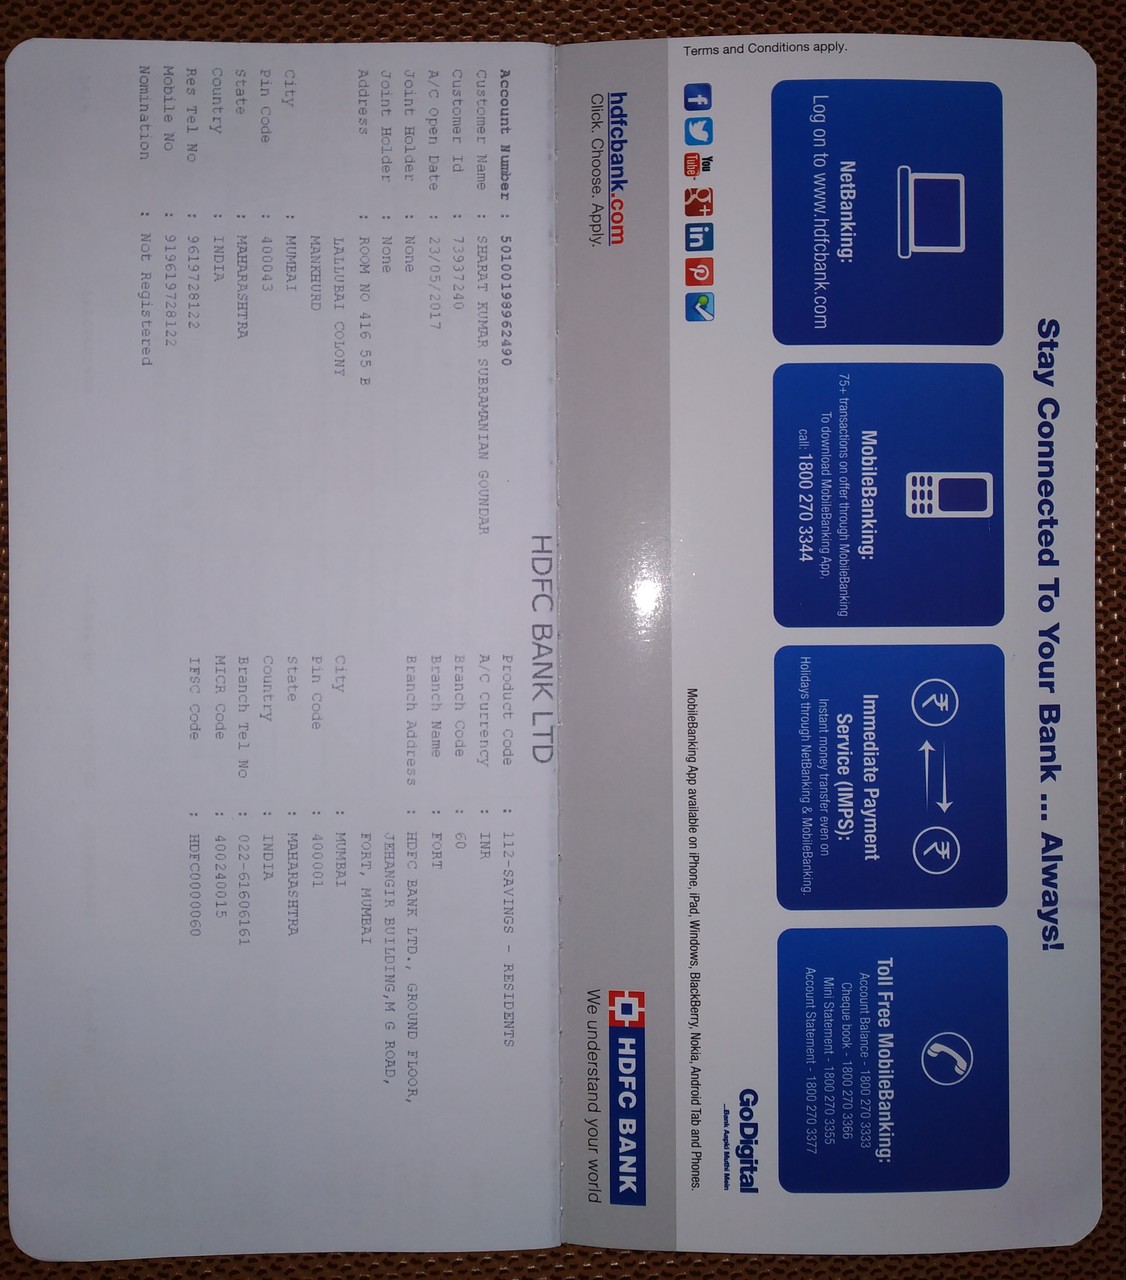 Stay Connected To Your Bank ... Always!
NetBanking:
Log on to www.hdfcbank.com
MobileBanking:
75+ transactions on offer through MobileBanking
To download MobileBanking App,
call: 1800 270 3344
Immediate Payment
Service (IMPS):
Instant money transfer even on
Holidays through NetBanking & MobileBanking.
Toll Free MobileBanking:
Account Balance - 1800 270 3333
Cheque book - 1800 270 3366
Mini Statement - 1800 270 3355
Account Statement - 1800 270 3377
GoDigital
...Bank Aapki Mutthi Mein
You
Tube
g+
in
MobileBanking App available on iPhone, iPad, Windows, BlackBerry, Nokia, Android Tab and Phones.
Terms and Conditions apply.
hdfcbank.com
Click. Choose. Apply.
HDFC BANK
We understand your world
HDFC BANK LTD
Account Number : 50100198962490
Customer Name : SHARAT KUMAR SUBRAMANIAN GOUNDAR
Customer Id : 73937240
A/C Open Date : 23/05/2017
Joint Holder : None
Joint Holder : None
Address : ROOM NO 416 55 B
LALLUBAI COLONY
MANKHURD
City : MUMBAI
Pin Code : 400043
State : MAHARASHTRA
Country : INDIA
Res Tel No : 9619728122
Mobile No : 919619728122
Nomination : Not Registered
Product Code : 112-SAVINGS - RESIDENTS
A/C Currency : INR
Branch Code : 60
Branch Name : FORT
Branch Address : HDFC BANK LTD., GROUND FLOOR,
JEHANGIR BUILDING,M G ROAD,
FORT, MUMBAI
City : MUMBAI
Pin Code : 400001
State : MAHARASHTRA
Country : INDIA
Branch Tel No : 022-61606161
MICR Code : 400240015
IFSC Code : HDFC0000060